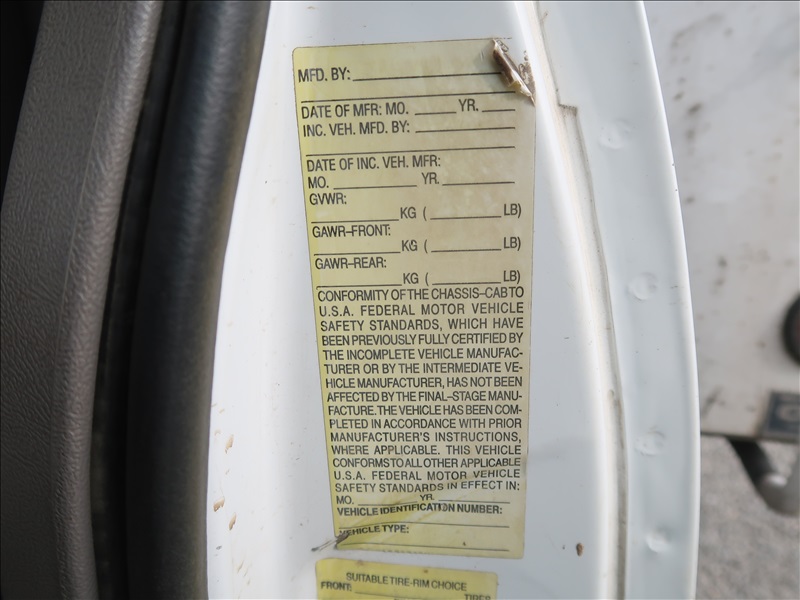 MFD. BY:
DATE OF MFR: MO. YR.
INC. VEH. MFD. BY:
DATE OF INC. VEH. MFR:
MO. YR.
GVWR:
KG ( LB)
GAWR-FRONT:
KG ( LB)
GAWR-REAR:
KG ( LB)
CONFORMITY OF THE CHASSIS-CAB TO
U.S.A. FEDERAL MOTOR VEHICLE
SAFETY STANDARDS, WHICH HAVE
BEEN PREVIOUSLY FULLY CERTIFIED BY
THE INCOMPLETE VEHICLE MANUFAC-
TURER OR BY THE INTERMEDIATE VE-
HICLE MANUFACTURER, HAS NOT BEEN
AFFECTED BY THE FINAL-STAGE MANU-
FACTURE. THE VEHICLE HAS BEEN COM-
PLETED IN ACCORDANCE WITH PRIOR
MANUFACTURER'S INSTRUCTIONS,
WHERE APPLICABLE. THIS VEHICLE
CONFORMS TO ALL OTHER APPLICABLE
U.S.A. FEDERAL MOTOR VEHICLE
SAFETY STANDARDS IN EFFECT IN:
MO. YR.
VEHICLE IDENTIFICATION NUMBER:
VEHICLE TYPE:
SUITABLE TIRE-RIM CHOICE
FRONT:
TIRES